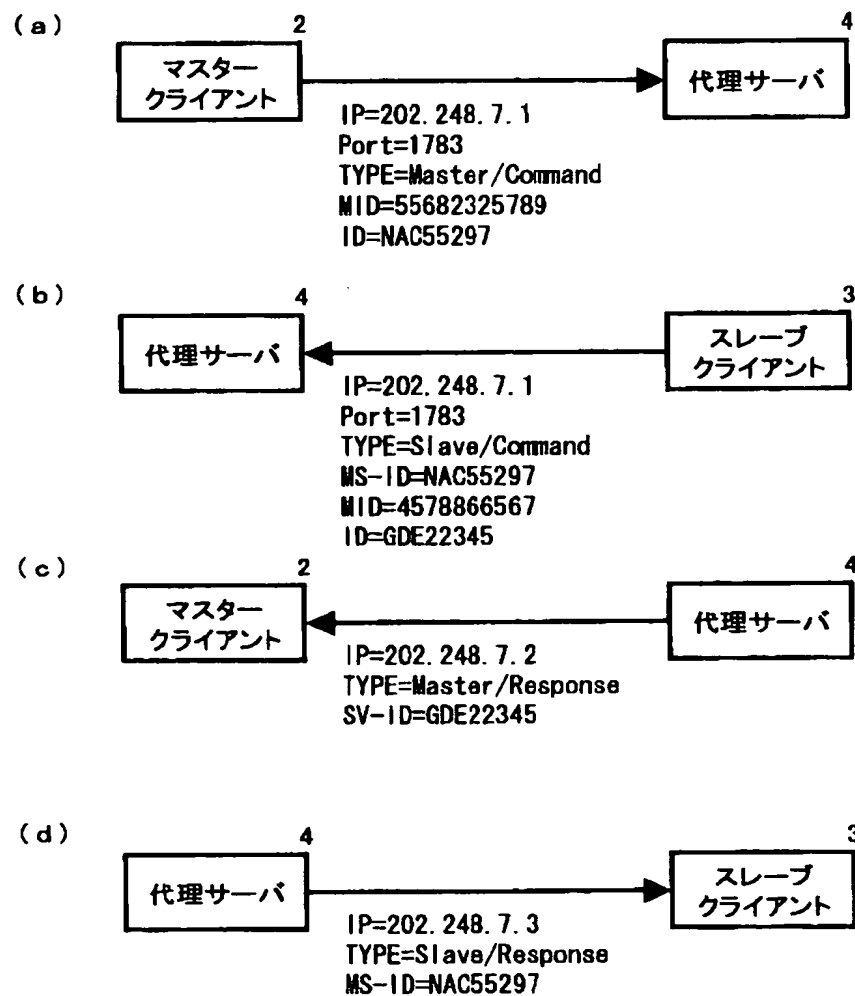 (a)
2
4
マスター
クライアント
代理サーバ
IP=202.248.7.1
Port=1783
TYPE=Master/Command
MID=55682325789
ID=NAC55297
(b)
4
3
代理サーバ
スレーブ
クライアント
IP=202.248.7.1
Port=1783
TYPE=Slave/Command
MS-ID=NAC55297
MID=4578866567
ID=GDE22345
(c)
2
4
マスター
クライアント
代理サーバ
IP=202.248.7.2
TYPE=Master/Response
SV-ID=GDE22345
(d)
4
3
代理サーバ
スレーブ
クライアント
IP=202.248.7.3
TYPE=Slave/Response
MS-ID=NAC55297